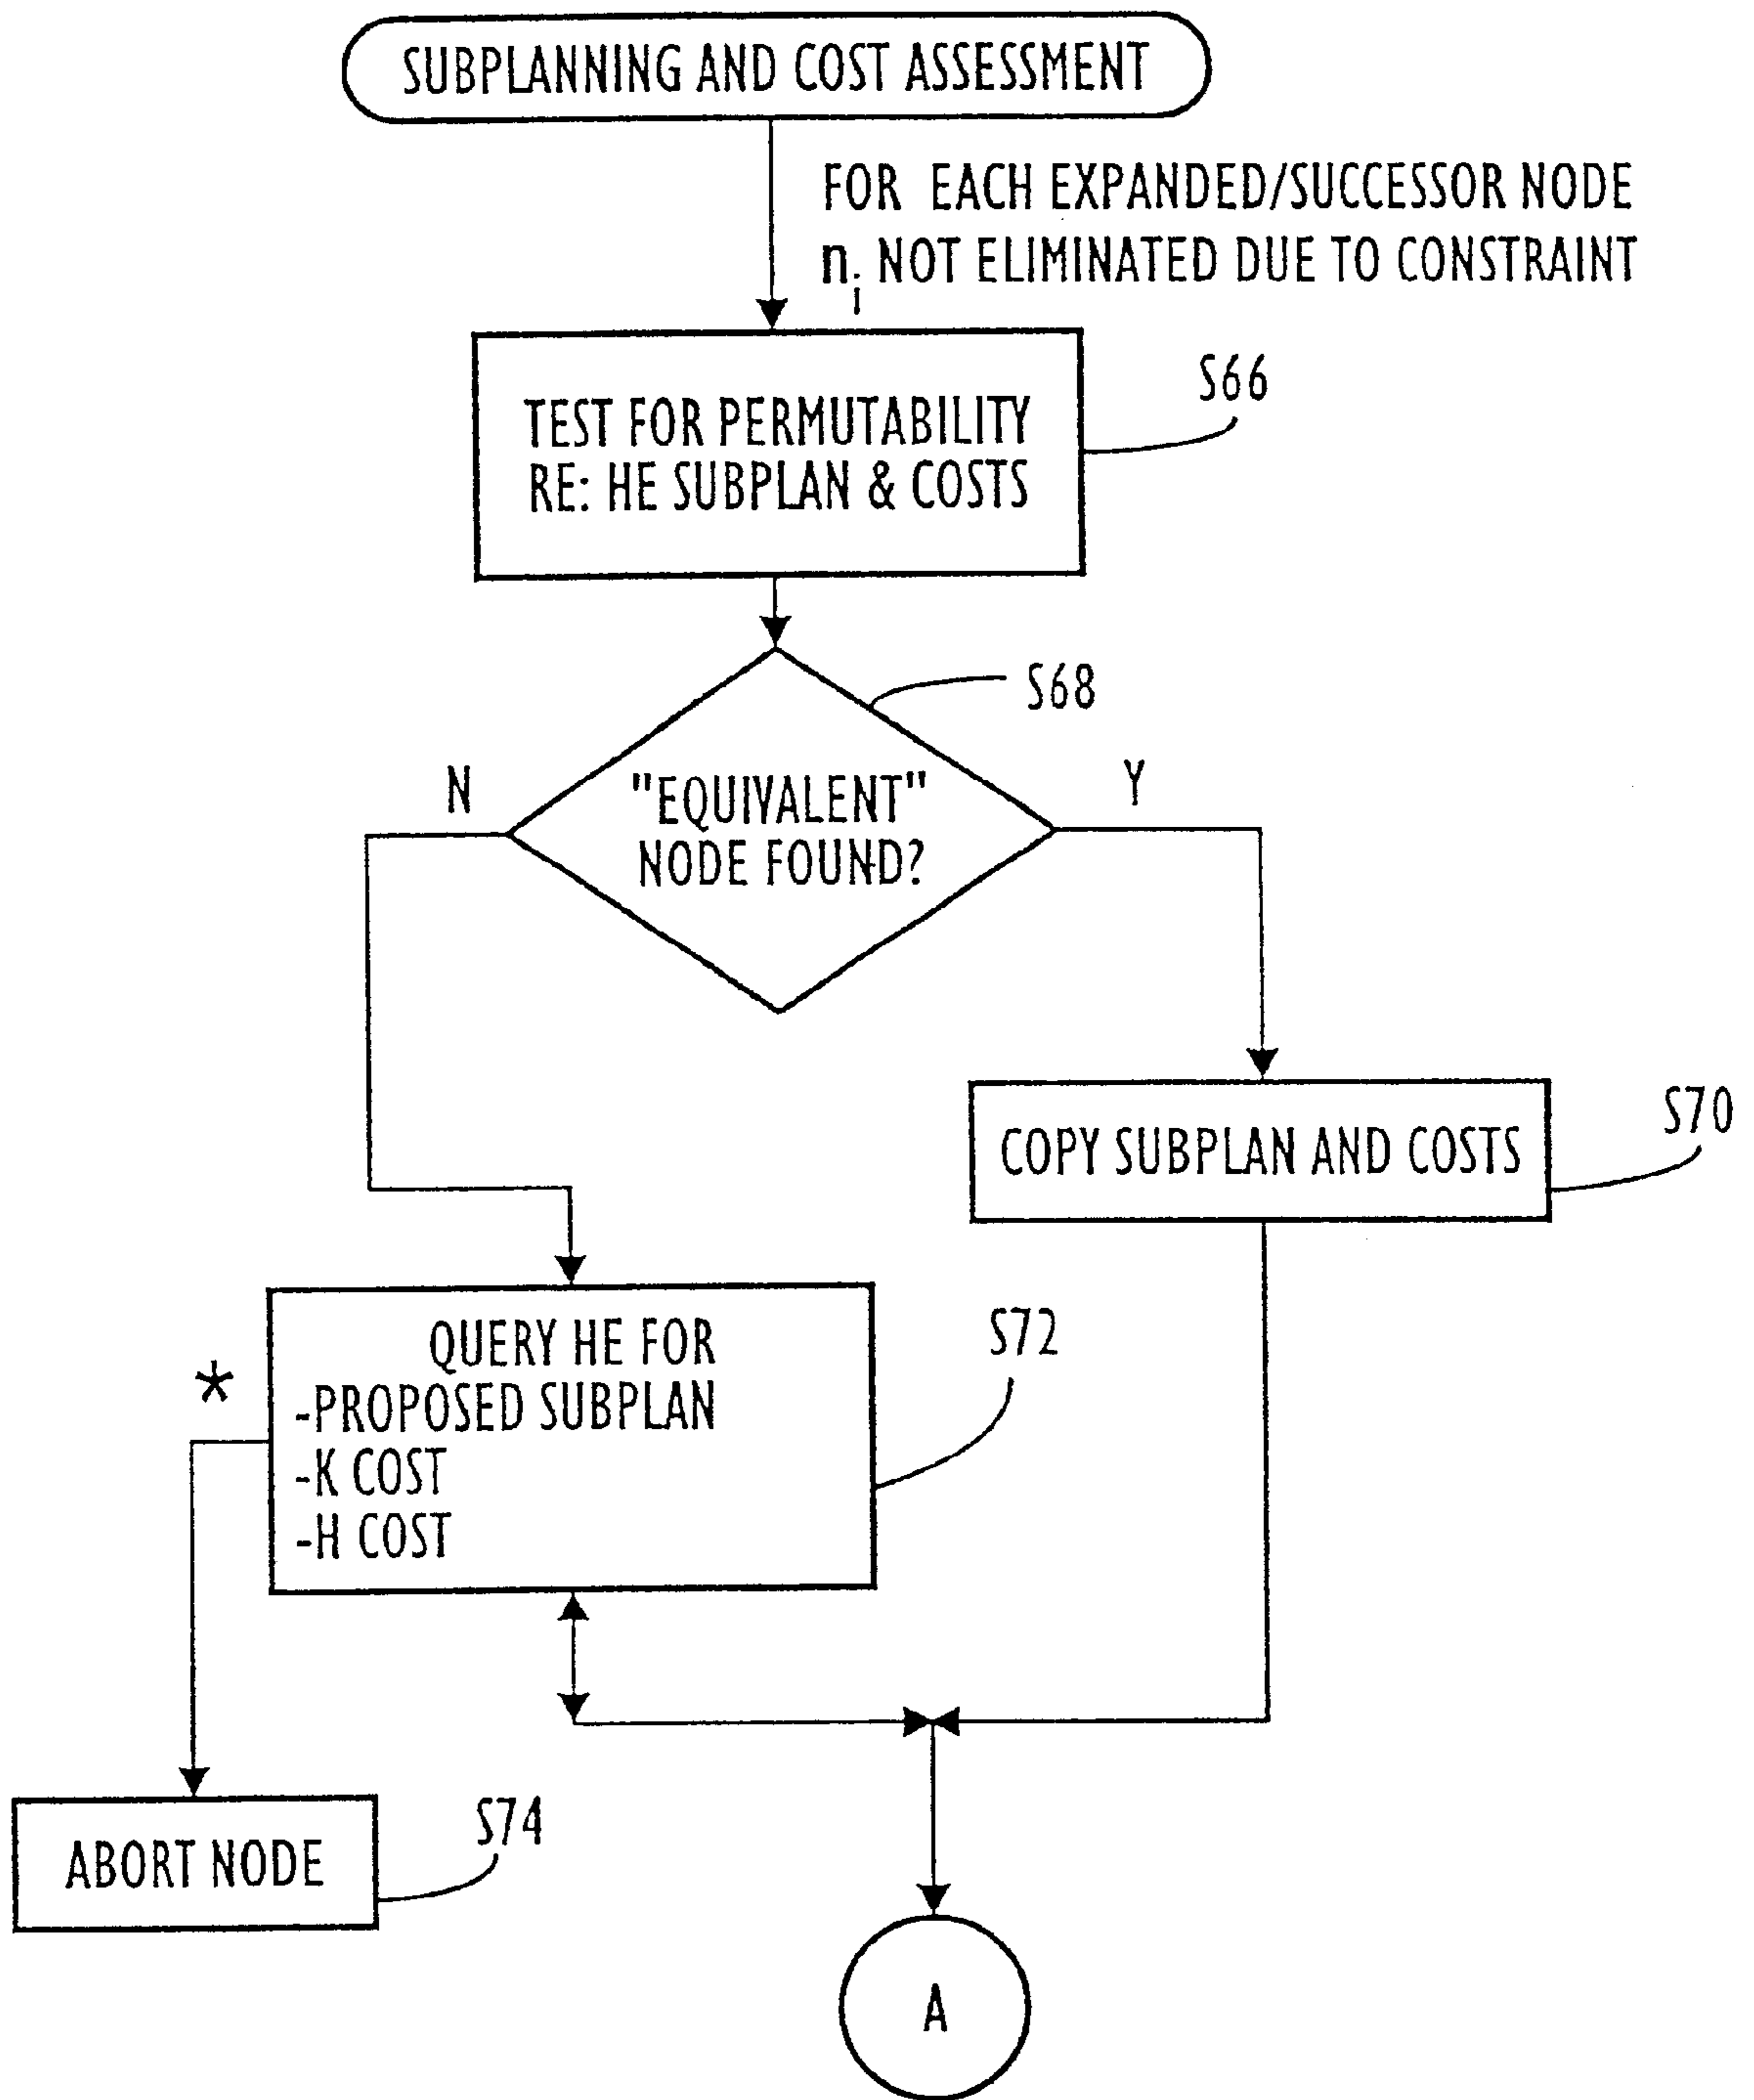 SUBPLANNING AND COST ASSESSMENT
FOR EACH EXPANDED/SUCCESSOR NODE
ni NOT ELIMINATED DUE TO CONSTRAINT
S66
TEST FOR PERMUTABILITY
RE: HE SUBPLAN & COSTS
S68
N
"EQUIVALENT"
NODE FOUND?
Y
S70
COPY SUBPLAN AND COSTS
S72
QUERY HE FOR
*
-PROPOSED SUBPLAN
-K COST
-H COST
S74
ABORT NODE
A